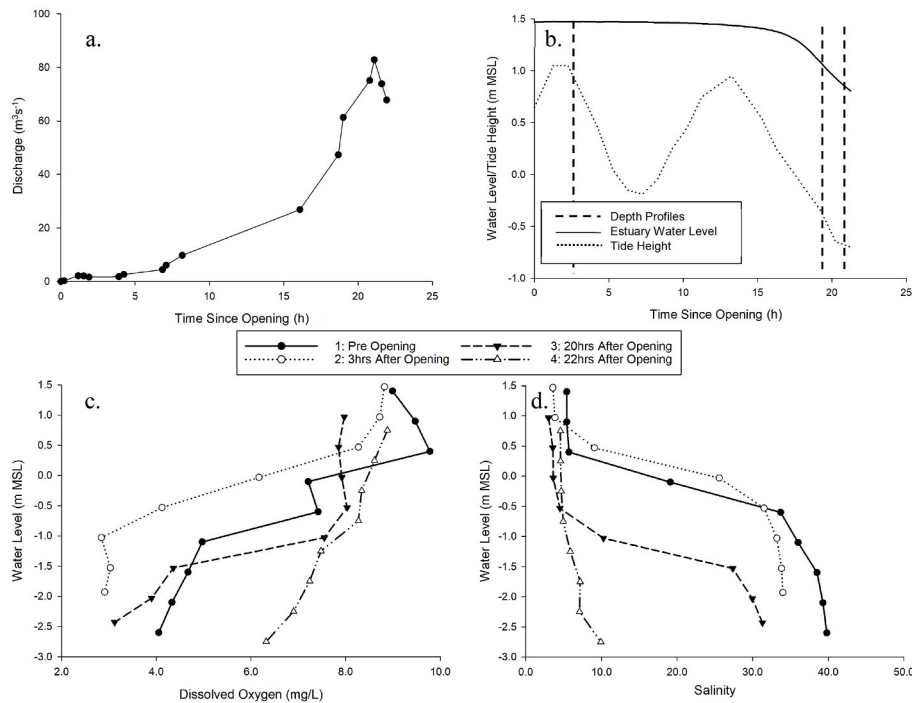 a.
100
80
60
40
20
0
Discharge (m³s⁻¹)
0 5 10 15 20 25
Time Since Opening (h)
b.
1.5
1.0
0.5
0.0
-0.5
-1.0
Water Level/Tide Height (m MSL)
Depth Profiles
Estuary Water Level
Tide Height
0 5 10 15 20 25
Time Since Opening (h)
1: Pre Opening
2: 3hrs After Opening
3: 20hrs After Opening
4: 22hrs After Opening
c.
1.5
1.0
0.5
0.0
-0.5
-1.0
-1.5
-2.0
-2.5
-3.0
Water Level (m MSL)
2.0 4.0 6.0 8.0 10.0
Dissolved Oxygen (mg/L)
d.
1.5
1.0
0.5
0.0
-0.5
-1.0
-1.5
-2.0
-2.5
-3.0
Water Level (m MSL)
0.0 10.0 20.0 30.0 40.0 50.0
Salinity